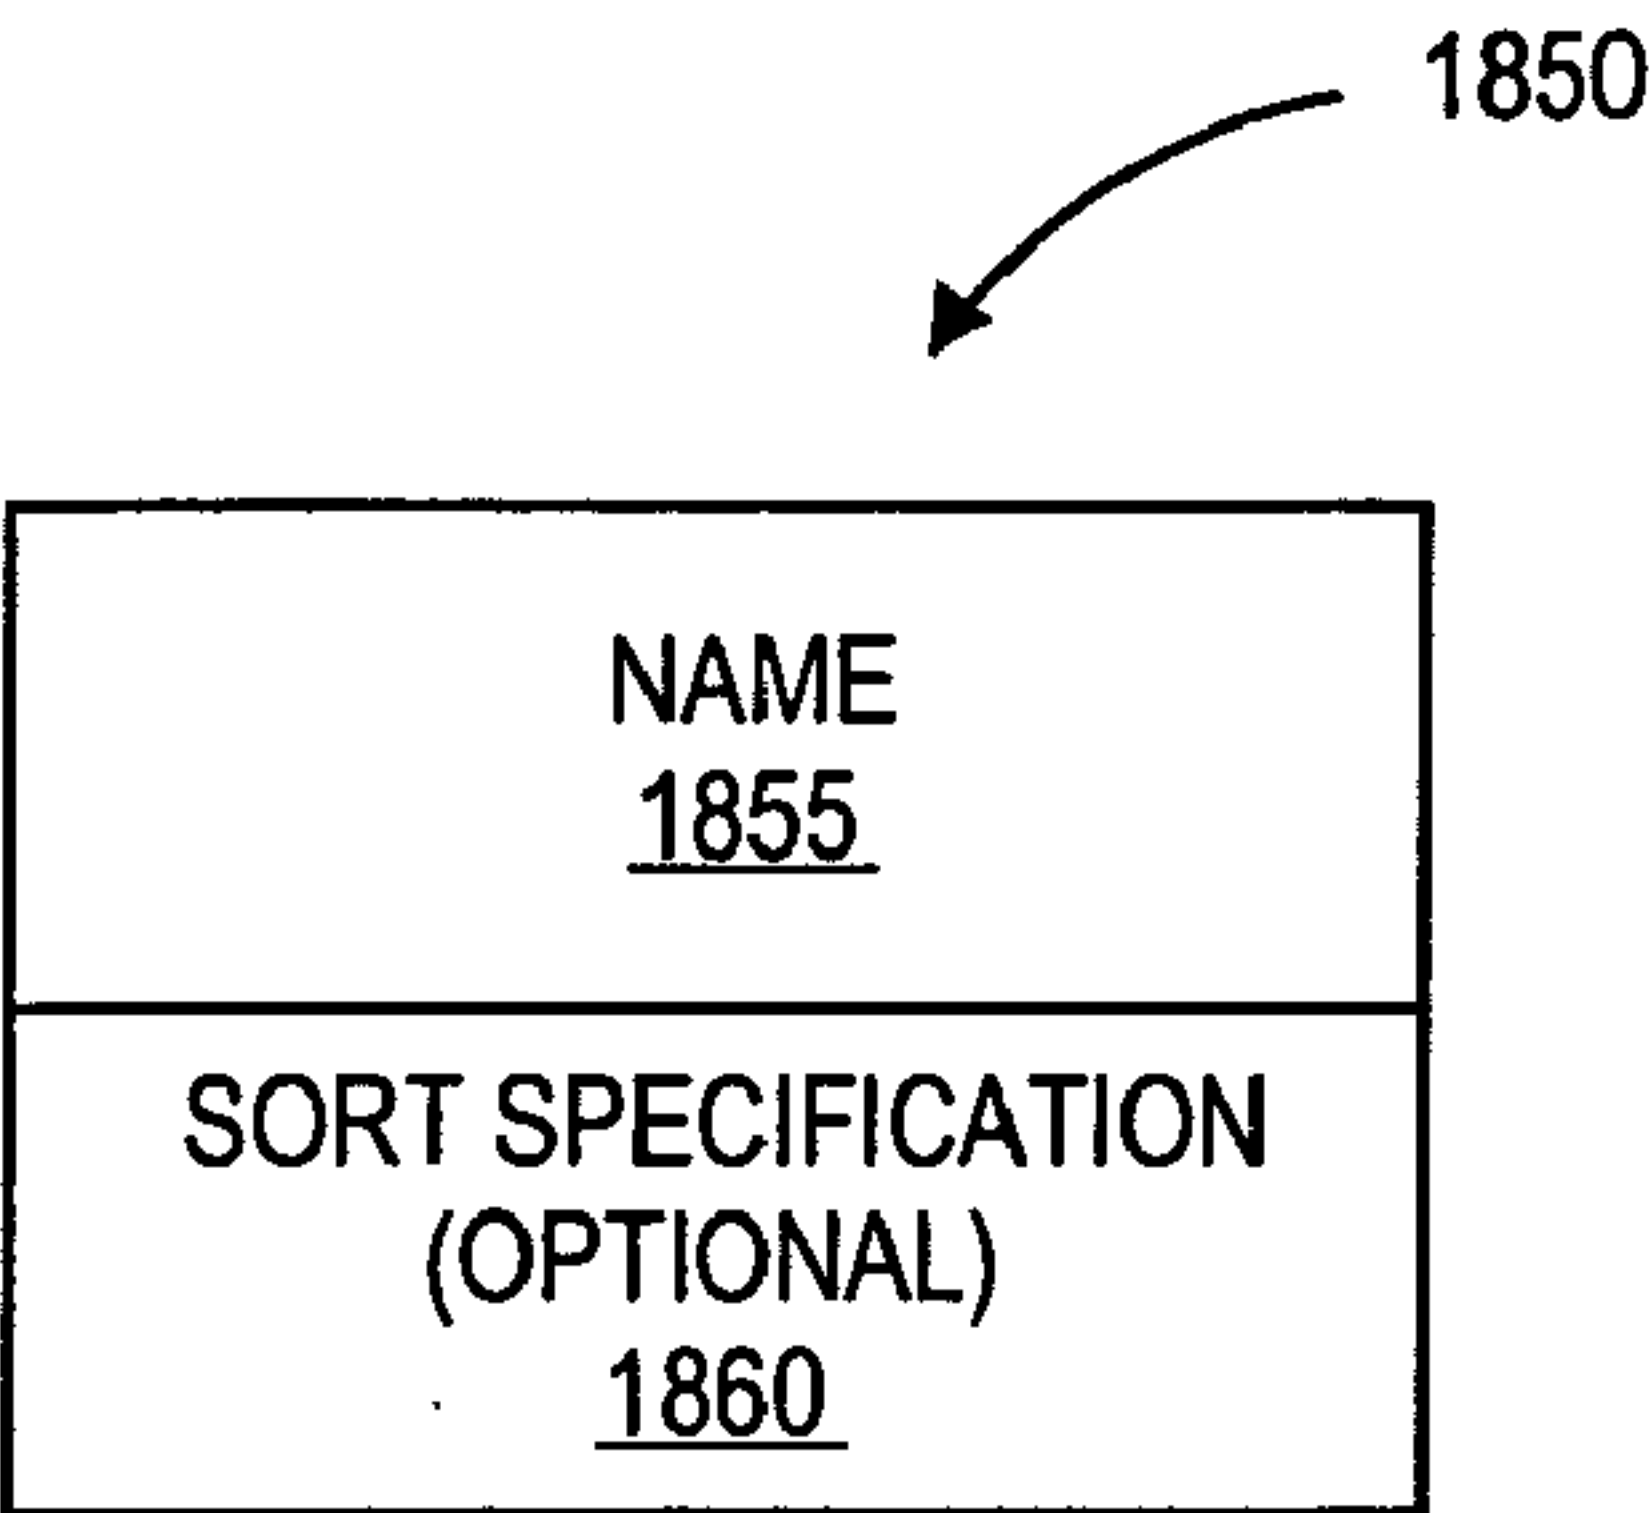 1850
NAME
1855
SORT SPECIFICATION
(OPTIONAL)
1860